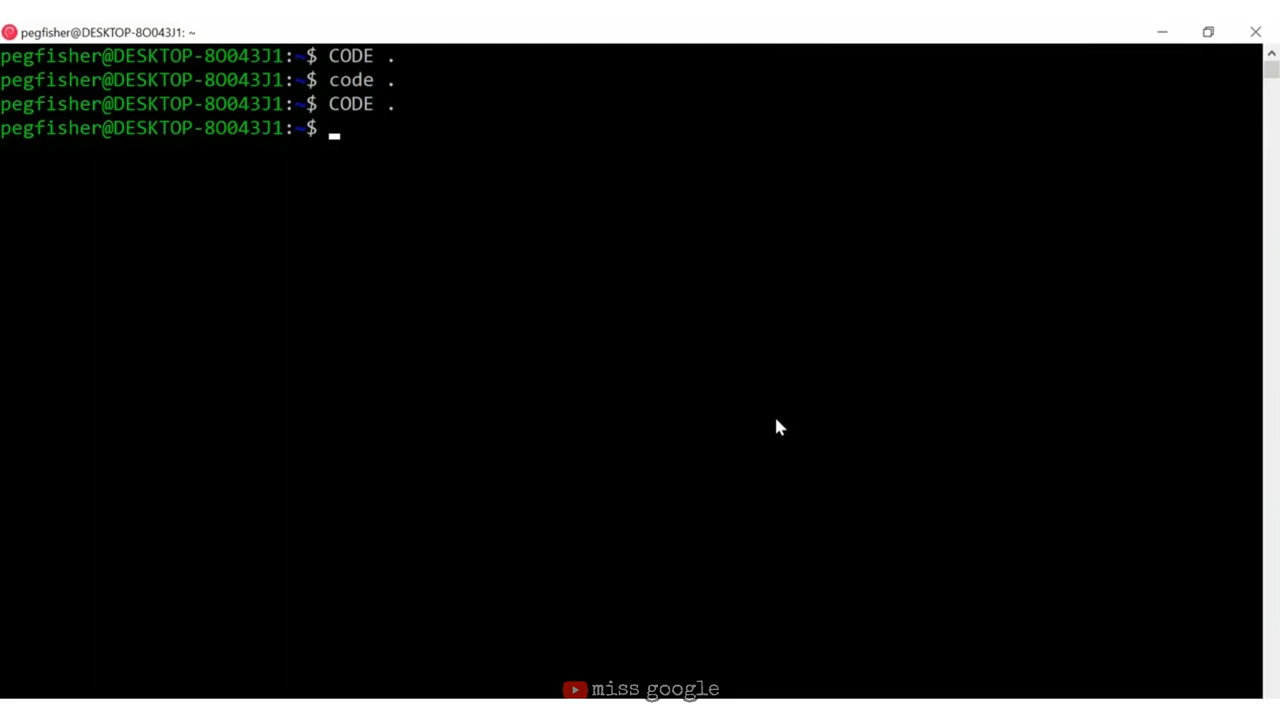 pegfisher@DESKTOP-8O043J1: ~
pegfisher@DESKTOP-8O043J1:~$ CODE .
pegfisher@DESKTOP-8O043J1:~$ code .
pegfisher@DESKTOP-8O043J1:~$ CODE .
pegfisher@DESKTOP-8O043J1:~$
miss google